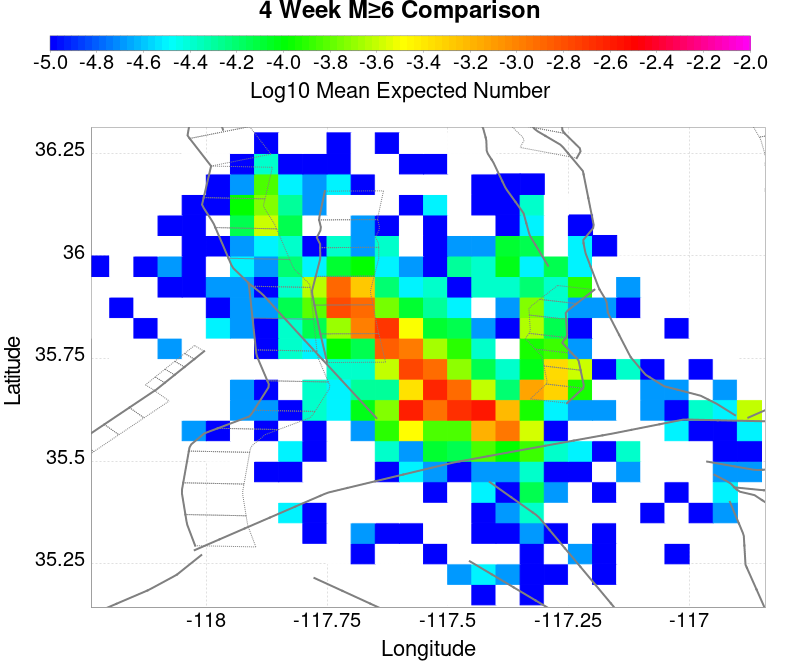 4 Week M≥6 Comparison
-5.0 -4.8 -4.6 -4.4 -4.2 -4.0 -3.8 -3.6 -3.4 -3.2 -3.0 -2.8 -2.6 -2.4 -2.2 -2.0
Log10 Mean Expected Number
36.25
36
35.75
35.5
35.25
Latitude
-118 -117.75 -117.5 -117.25 -117
Longitude